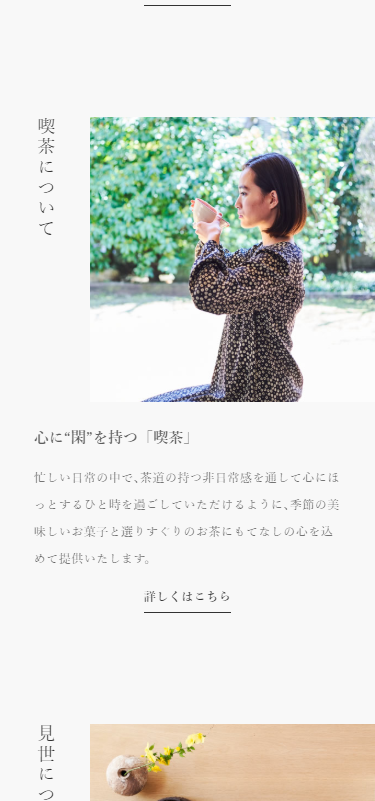 喫茶について
心に“閑”を持つ「喫茶」
忙しい日常の中で、茶道の持つ非日常感を通して心にほ
っとするひと時を過ごしていただけるように、季節の美
味しいお菓子と選りすぐりのお茶にもてなしの心を込
めて提供いたします。
詳しくはこちら
見世につ